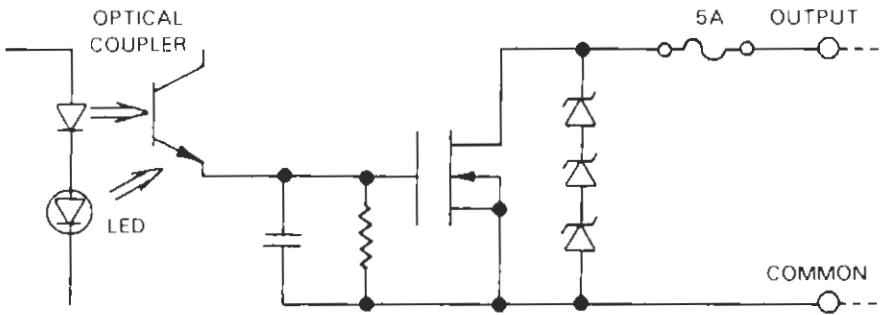 OPTICAL
COUPLER
5A
OUTPUT
LED
COMMON